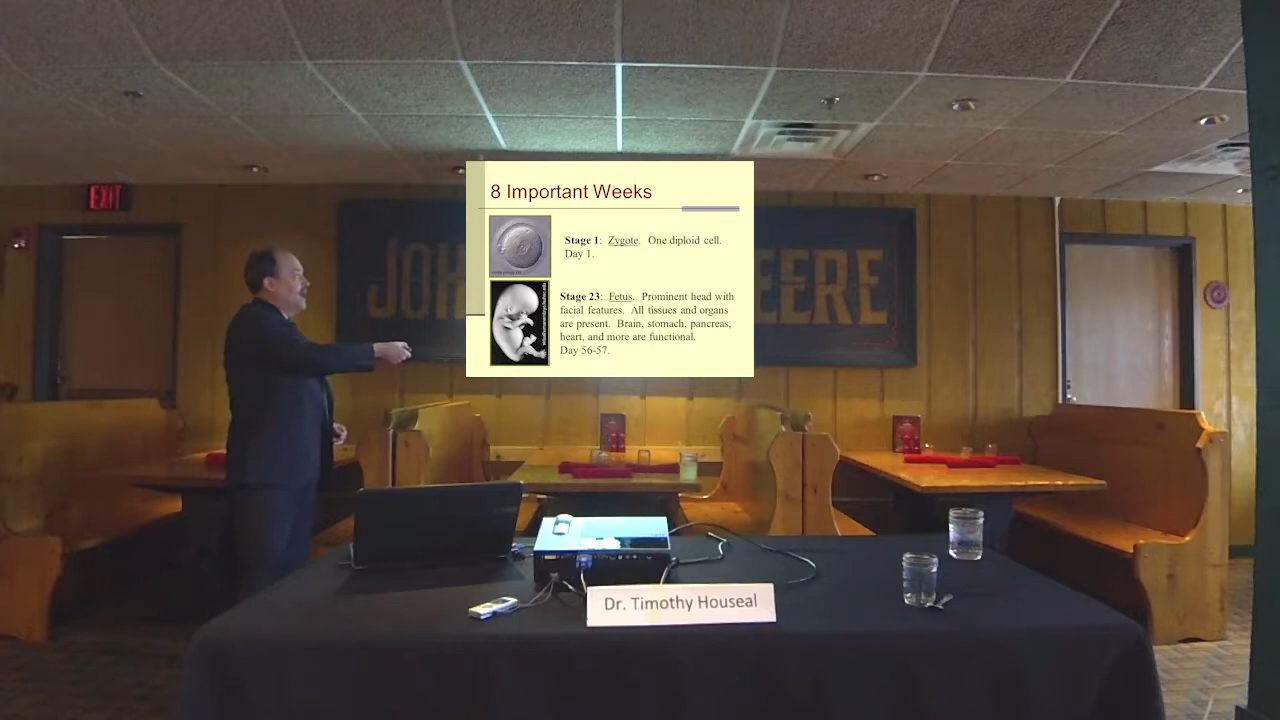 EXIT
JOH
EERE
8 Important Weeks
Stage 1: Zygote. One diploid cell.
Day 1.
Stage 23: Fetus. Prominent head with
facial features. All tissues and organs
are present. Brain, stomach, pancreas,
heart, and more are functional.
Day 56-57.
Dr. Timothy Houseal